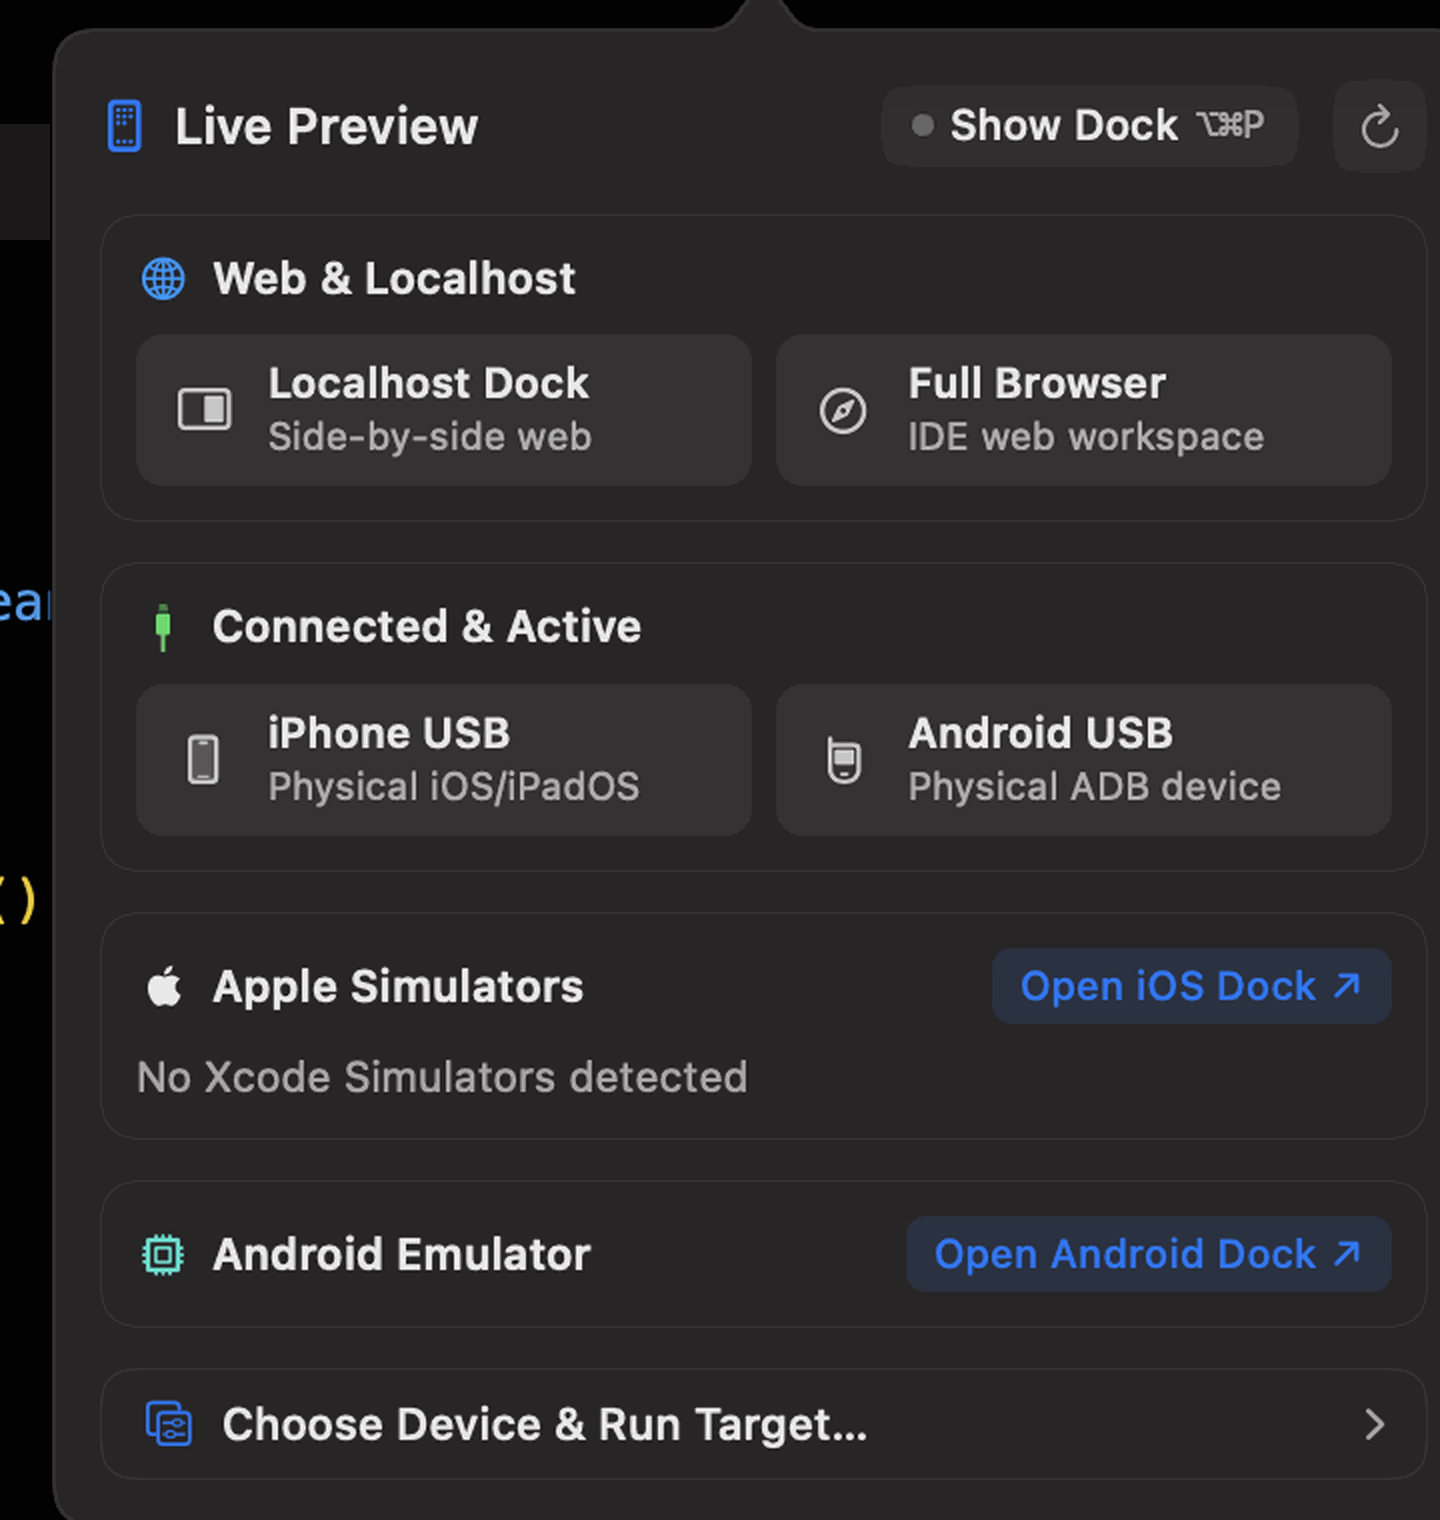 Live Preview
Show Dock ⌥⌘P
Web & Localhost
Localhost Dock
Side-by-side web
Full Browser
IDE web workspace
Connected & Active
iPhone USB
Physical iOS/iPadOS
Android USB
Physical ADB device
Apple Simulators
Open iOS Dock ↗
No Xcode Simulators detected
Android Emulator
Open Android Dock ↗
Choose Device & Run Target...
()